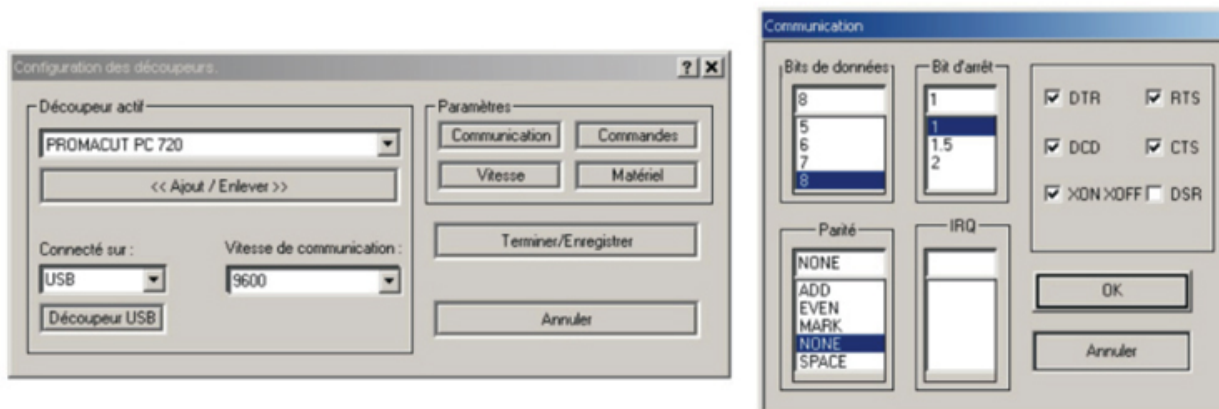 Configuration des découpeurs.
Découpeur actif
PROMACUT PC 720
<< Ajout / Enlever >>
Connecté sur :
Vitesse de communication :
USB
9600
Découpeur USB
Paramètres
Communication
Commandes
Vitesse
Matériel
Terminer/Enregistrer
Annuler
Communication
Bits de données
8
5
6
7
8
Bit d'arrêt
1
1
1.5
2
DTR
RTS
DCD
CTS
XON XOFF
DSR
Parité
NONE
ADD
EVEN
MARK
NONE
SPACE
IRQ
OK
Annuler